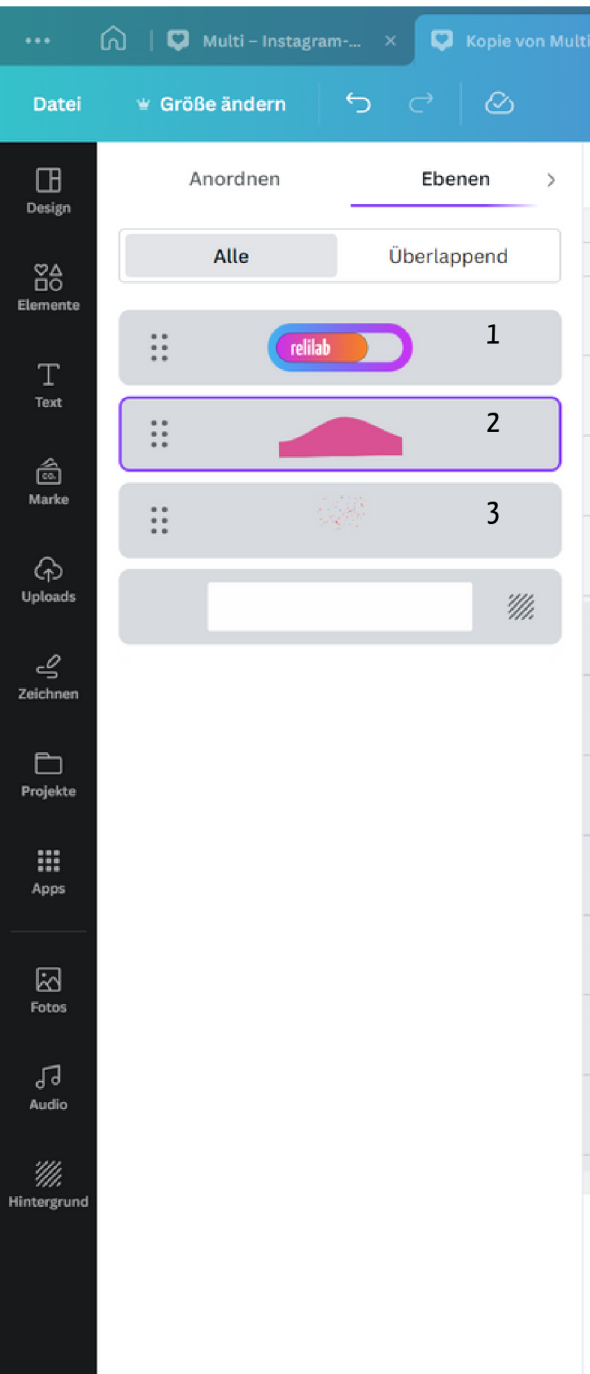 Multi – Instagram-...
Kopie von Multi
Datei
Größe ändern
Design
Elemente
Text
CO.
Marke
Uploads
Zeichnen
Projekte
Apps
Fotos
Audio
Hintergrund
Anordnen
Ebenen
Alle
Überlappend
relilab
1
2
3